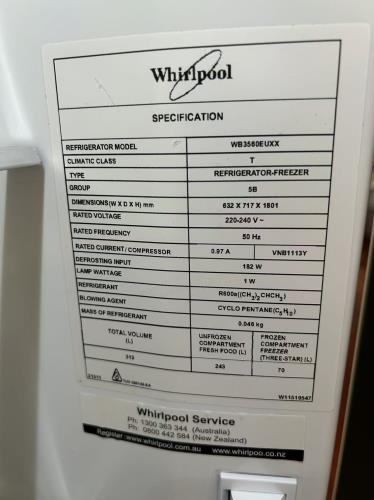 Whirlpool
SPECIFICATION
REFRIGERATOR MODEL WB3560EUXX
CLIMATIC CLASS T
TYPE REFRIGERATOR-FREEZER
GROUP 5B
DIMENSIONS(W X D X H) mm 632 X 717 X 1801
RATED VOLTAGE 220-240 V ~
RATED FREQUENCY 50 Hz
RATED CURRENT / COMPRESSOR 0.97 A VNB1113Y
DEFROSTING INPUT 182 W
LAMP WATTAGE 1 W
REFRIGERANT R600a((CH3)2CHCH3)
BLOWING AGENT CYCLO PENTANE(C5H10)
MASS OF REFRIGERANT 0.046 kg
TOTAL VOLUME (L) UNFROZEN COMPARTMENT FRESH FOOD (L) FROZEN COMPARTMENT FREEZER (THREE-STAR) (L)
313 243 70
W11510547
Whirlpool Service
Ph: 1300 363 344 (Australia)
Ph: 0800 442 584 (New Zealand)
Register: www.whirlpool.com.au www.whirlpoo.co.nz